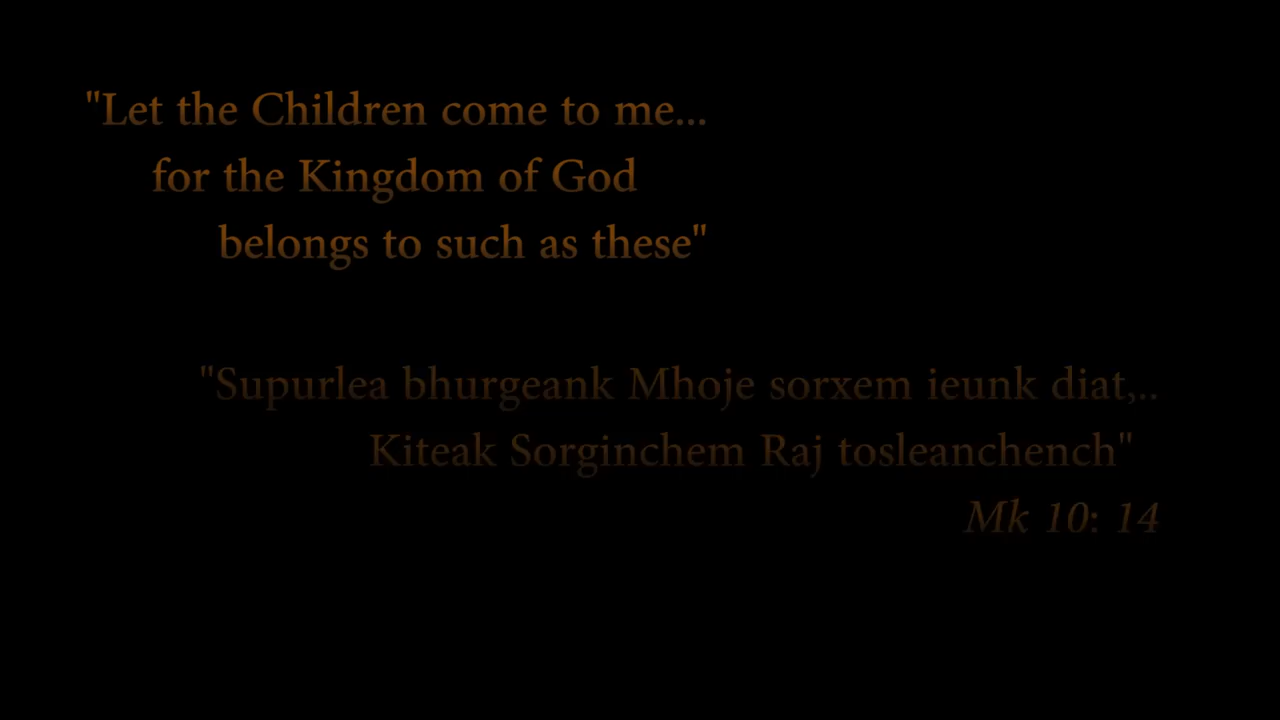 "Let the Children come to me...
for the Kingdom of God
belongs to such as these"
"Supurlea bhurgeank Mhoje sorxem ieunk diat,..
Kiteak Sorginchem Raj tosleanchench"
Mk 10: 14